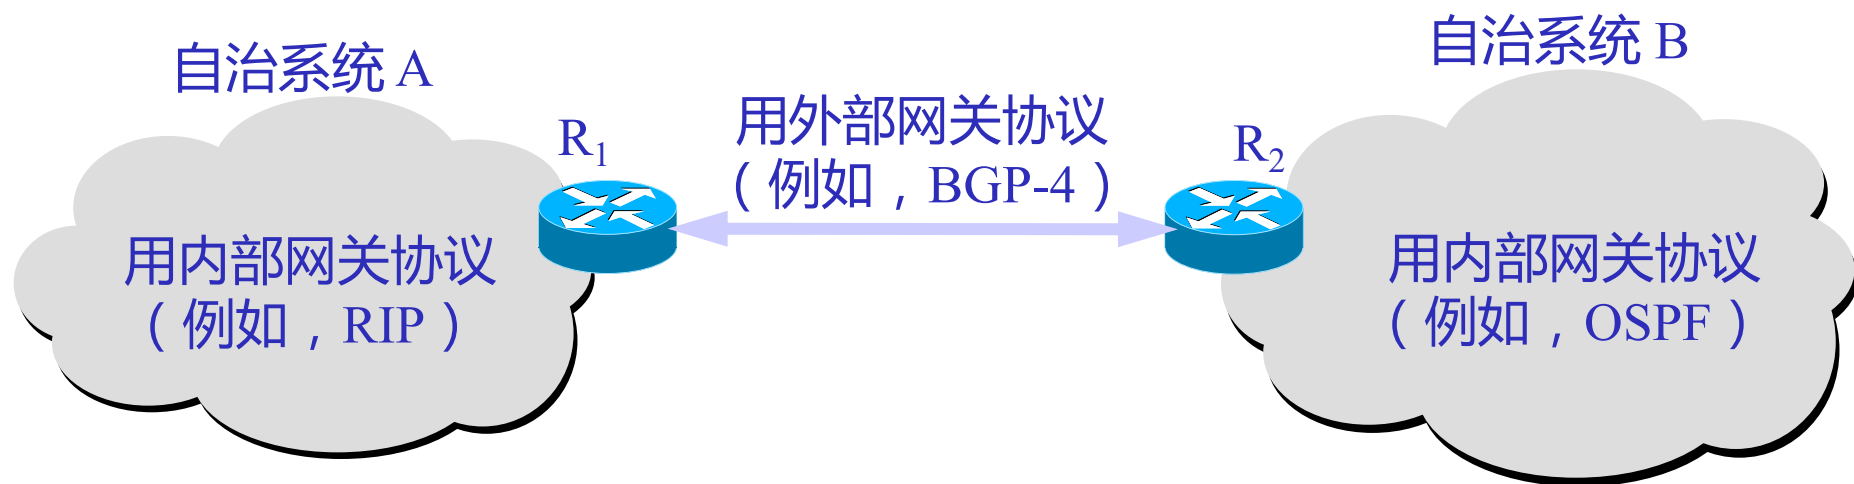 自治系统 A
自治系统 B
R1
用外部网关协议
（例如，BGP-4）
R2
用内部网关协议
（例如，RIP）
用内部网关协议
（例如，OSPF）